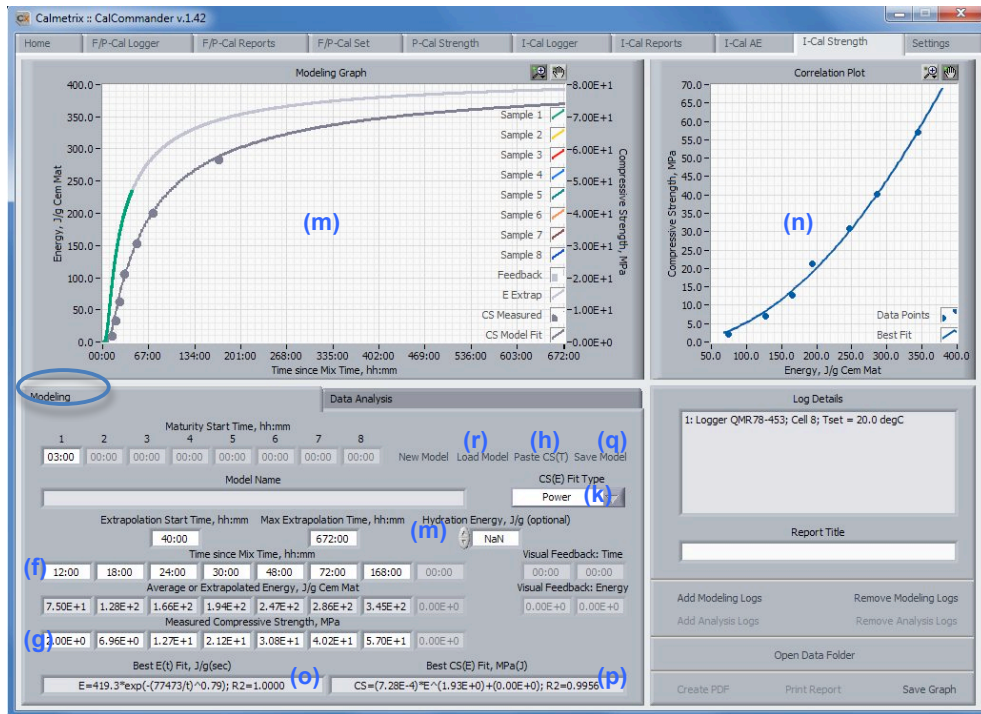 Calmetrix :: CalCommander v.1.42
Home F/P-Cal Logger F/P-Cal Reports F/P-Cal Set P-Cal Strength I-Cal Logger I-Cal Reports I-Cal AE I-Cal Strength Settings
Modeling Graph
400.0
350.0
300.0
250.0
200.0
150.0
100.0
50.0
0.0
Energy, J/g Cem Mat
8.00E+1
7.00E+1
6.00E+1
5.00E+1
4.00E+1
3.00E+1
2.00E+1
1.00E+1
0.00E+0
Compressive Strength, MPa
Sample 1
Sample 2
Sample 3
Sample 4
Sample 5
Sample 6
Sample 7
Sample 8
Feedback
E Extrap
CS Measured
CS Model Fit
(m)
00:00 67:00 134:00 201:00 268:00 335:00 402:00 469:00 536:00 603:00 672:00
Time since Mix Time, hh:mm
Correlation Plot
70.0
65.0
60.0
55.0
50.0
45.0
40.0
35.0
30.0
25.0
20.0
15.0
10.0
5.0
0.0
Compressive Strength, MPa
(n)
Data Points
Best Fit
50.0 100.0 150.0 200.0 250.0 300.0 350.0 400.0
Energy, J/g Cem Mat
Modeling Data Analysis
Maturity Start Time, hh:mm
1 2 3 4 5 6 7 8
03:00 00:00 00:00 00:00 00:00 00:00 00:00 00:00
(r) (h) (q)
New Model Load Model Paste CS(T) Save Model
Model Name
CS(E) Fit Type
Power (k)
Extrapolation Start Time, hh:mm Max Extrapolation Time, hh:mm Hydration Energy, J/g (optional)
40:00 672:00 (m) NaN
Time since Mix Time, hh:mm
Visual Feedback: Time
(f) 12:00 18:00 24:00 30:00 48:00 72:00 168:00 00:00 00:00 00:00
Average or Extrapolated Energy, J/g Cem Mat
Visual Feedback: Energy
7.50E+1 1.28E+2 1.66E+2 1.94E+2 2.47E+2 2.86E+2 3.45E+2 0.00E+0 0.00E+0 0.00E+0
Measured Compressive Strength, MPa
(g) 2.00E+0 6.96E+0 1.27E+1 2.12E+1 3.08E+1 4.02E+1 5.70E+1 0.00E+0
Best E(t) Fit, J/g(sec) Best CS(E) Fit, MPa(J)
E=419.3*exp(-(77473/t)^0.79); R2=1.0000 (o) CS=(7.28E-4)*E^(1.93E+0)+(0.00E+0); R2=0.9956 (p)
Log Details
1: Logger QMR78-453; Cell 8; Tset = 20.0 degC
Report Title
Add Modeling Logs Remove Modeling Logs
Add Analysis Logs Remove Analysis Logs
Open Data Folder
Create PDF Print Report Save Graph